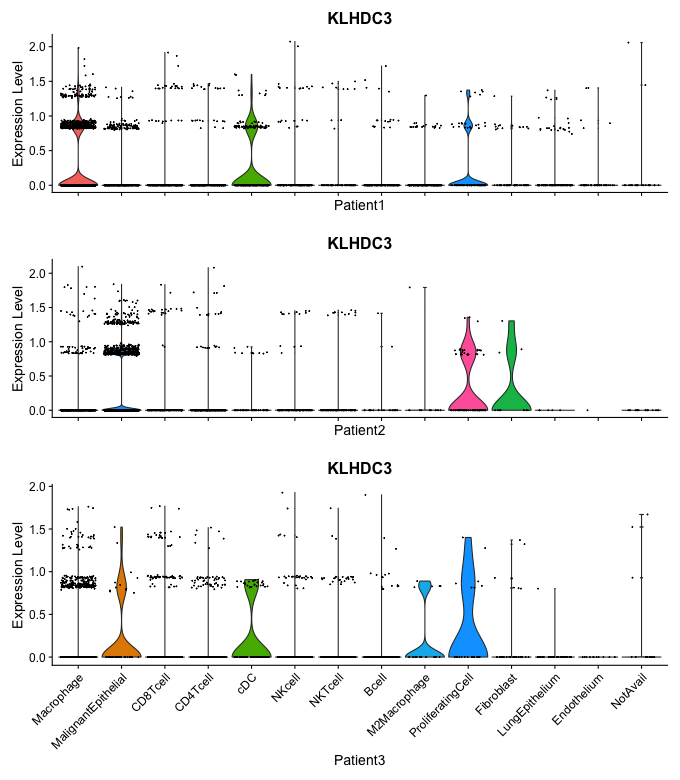 KLHDC3
Expression Level
2.0
1.5
1.0
0.5
0.0
Patient1
KLHDC3
Expression Level
2.0
1.5
1.0
0.5
0.0
Patient2
KLHDC3
Expression Level
2.0
1.5
1.0
0.5
0.0
Macrophage
MalignantEpithelial
CD8Tcell
CD4Tcell
cDC
NKcell
NKTcell
Bcell
M2Macrophage
ProliferatingCell
Fibroblast
LungEpithelium
Endothelium
NotAvail
Patient3